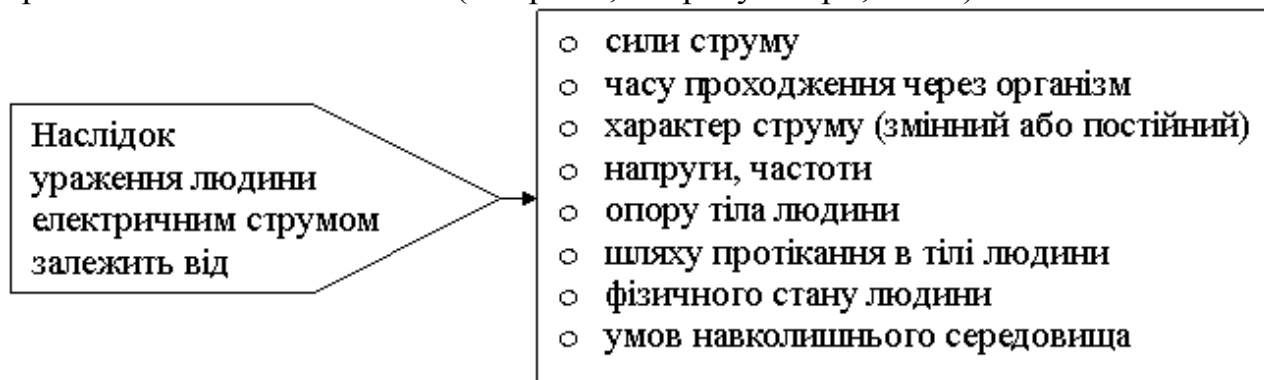 Наслідок
ураження людини
електричним струмом
залежить від
o сили струму
o часу проходження через організм
o характер струму (змінний або постійний)
o напруги, частоти
o опору тіла людини
o шляху протікання в тілі людини
o фізичного стану людини
o умов навколишнього середовища